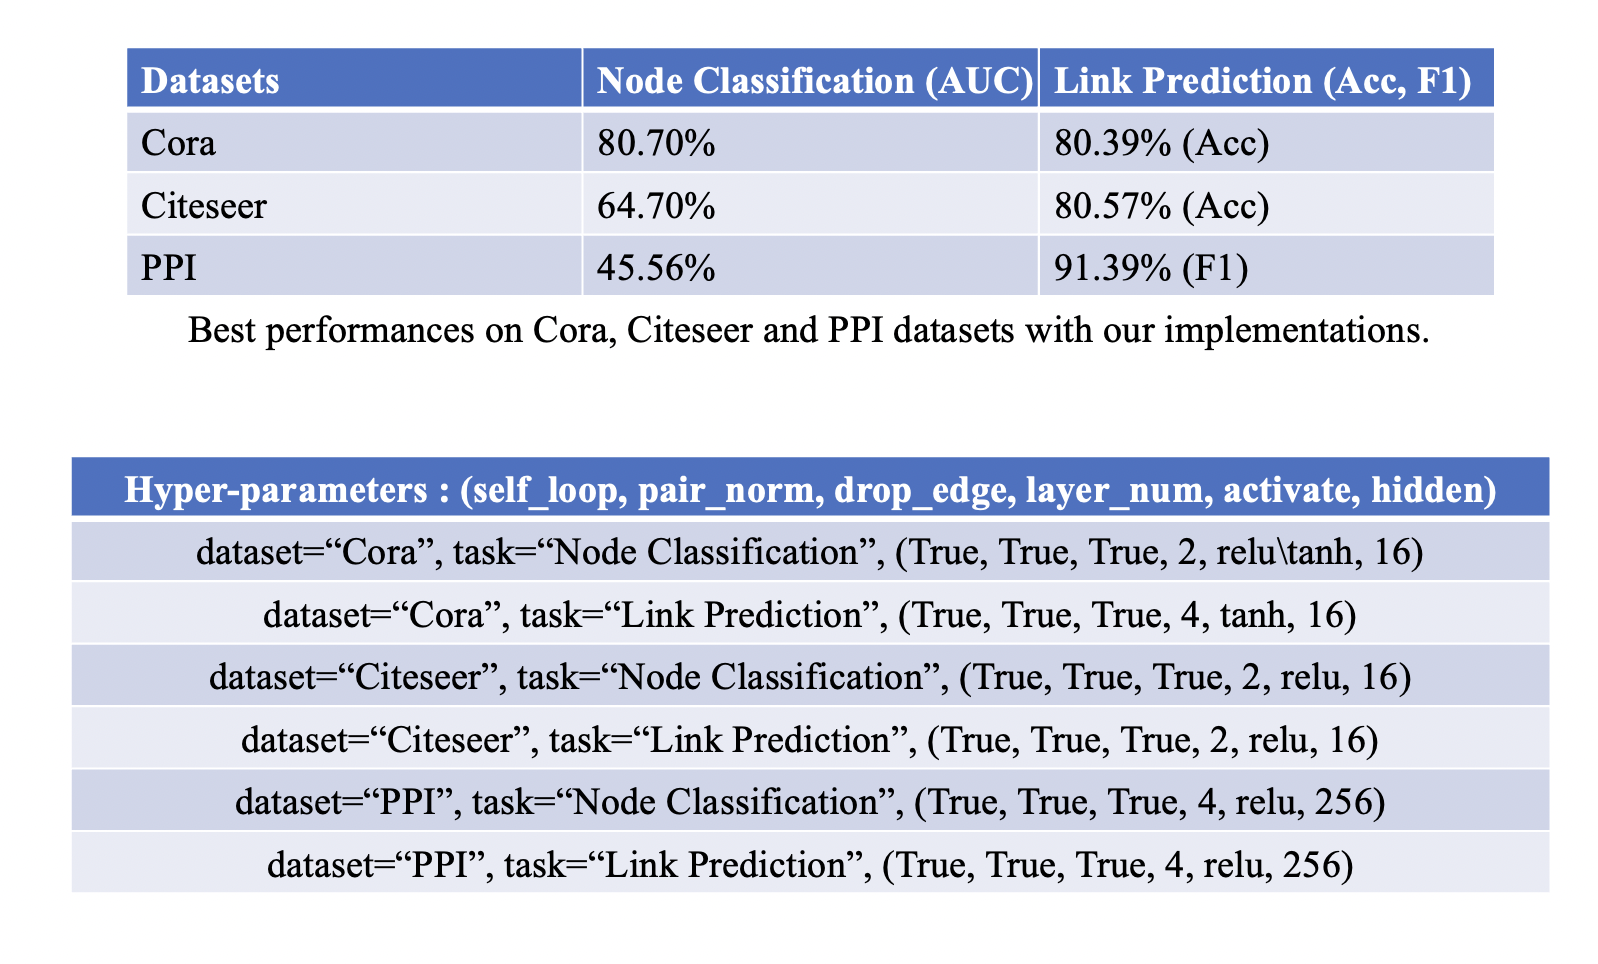 Datasets Node Classification (AUC) Link Prediction (Acc, F1)
Cora 80.70% 80.39% (Acc)
Citeseer 64.70% 80.57% (Acc)
PPI 45.56% 91.39% (F1)
Best performances on Cora, Citeseer and PPI datasets with our implementations.
Hyper-parameters : (self_loop, pair_norm, drop_edge, layer_num, activate, hidden)
dataset=“Cora”, task=“Node Classification”, (True, True, True, 2, relu\tanh, 16)
dataset=“Cora”, task=“Link Prediction”, (True, True, True, 4, tanh, 16)
dataset=“Citeseer”, task=“Node Classification”, (True, True, True, 2, relu, 16)
dataset=“Citeseer”, task=“Link Prediction”, (True, True, True, 2, relu, 16)
dataset=“PPI”, task=“Node Classification”, (True, True, True, 4, relu, 256)
dataset=“PPI”, task=“Link Prediction”, (True, True, True, 4, relu, 256)